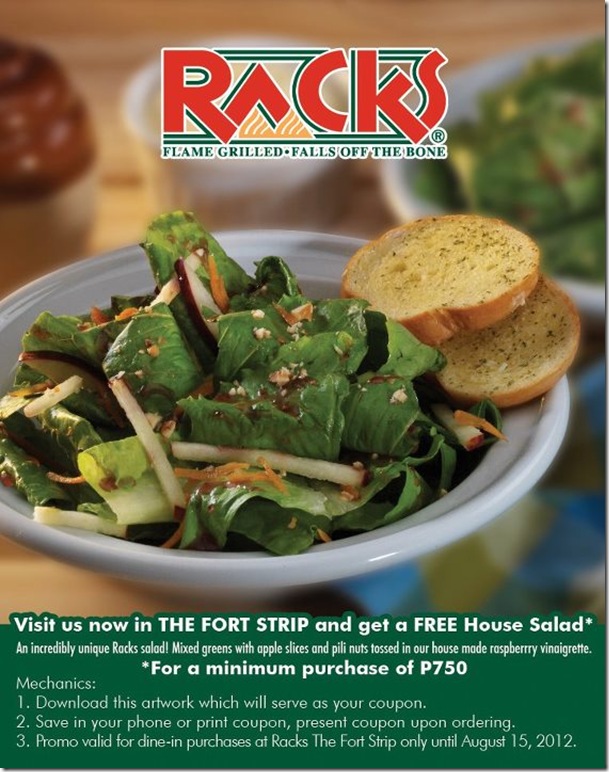 RACKS®
FLAME GRILLED•FALLS OFF THE BONE
Visit us now in THE FORT STRIP and get a FREE House Salad*
An incredibly unique Racks salad! Mixed greens with apple slices and pili nuts tossed in our house made raspberrry vinaigrette.
*For a minimum purchase of P750
Mechanics:
1. Download this artwork which will serve as your coupon.
2. Save in your phone or print coupon, present coupon upon ordering.
3. Promo valid for dine-in purchases at Racks The Fort Strip only until August 15, 2012.